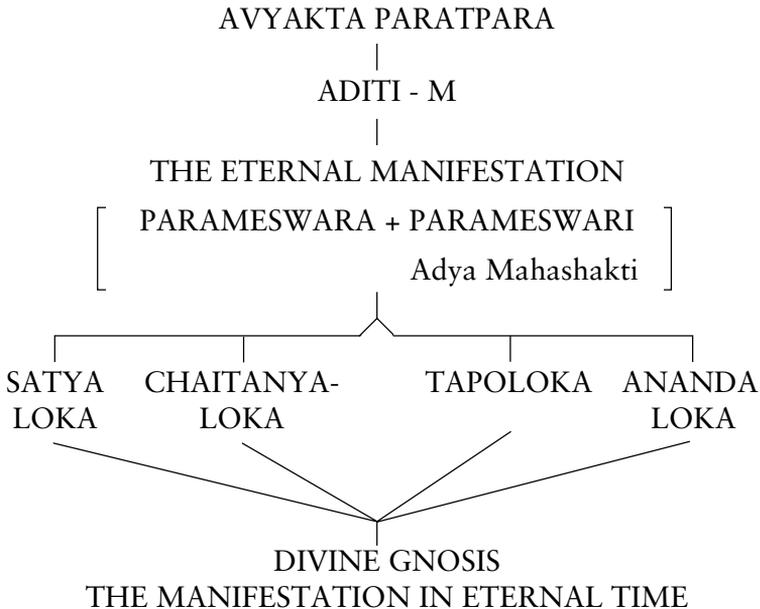 AVYAKTA PARATPARA
ADITI - M
THE ETERNAL MANIFESTATION
PARAMESWARA + PARAMESWARI
Adya Mahashakti
SATYA LOKA
CHAITANYA-LOKA
TAPOLOKA
ANANDA LOKA
DIVINE GNOSIS
THE MANIFESTATION IN ETERNAL TIME